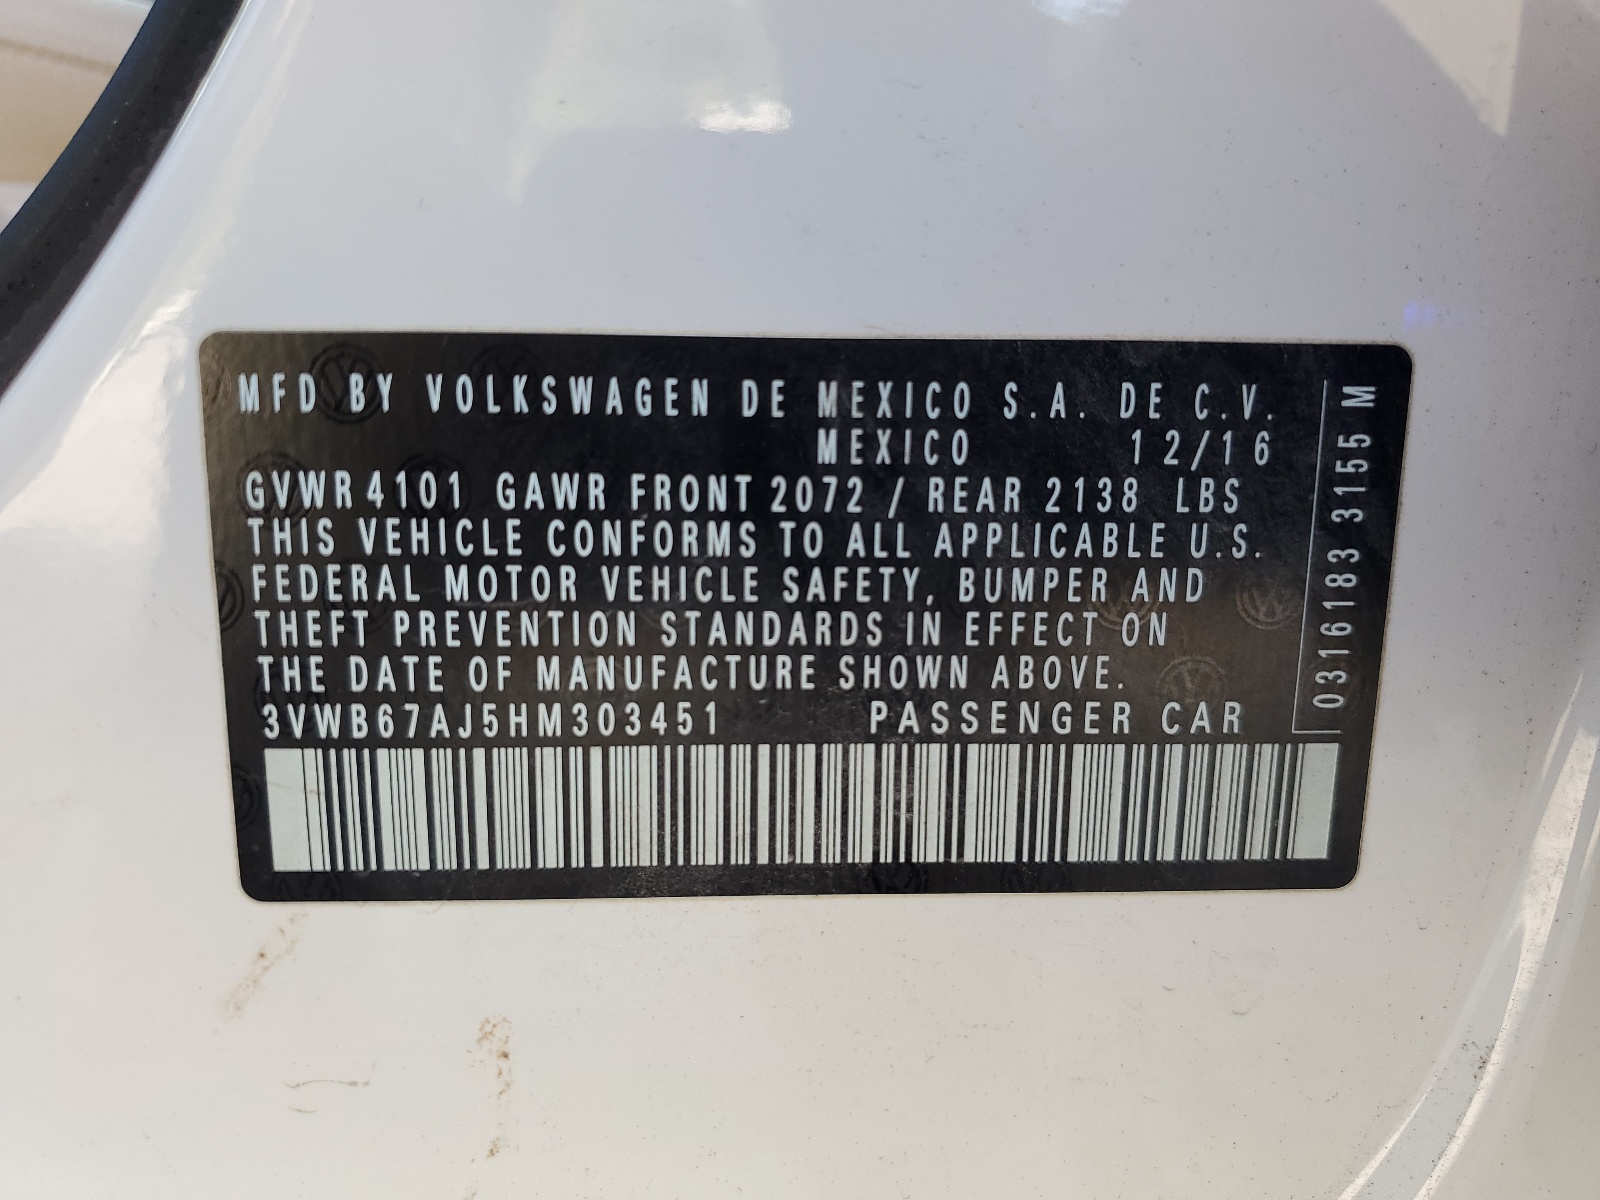 MFD BY VOLKSWAGEN DE MEXICO S.A. DE C.V.
MEXICO 12/16
GVWR 4101 GAWR FRONT 2072 / REAR 2138 LBS
THIS VEHICLE CONFORMS TO ALL APPLICABLE U.S.
FEDERAL MOTOR VEHICLE SAFETY, BUMPER AND
THEFT PREVENTION STANDARDS IN EFFECT ON
THE DATE OF MANUFACTURE SHOWN ABOVE.
3VWB67AJ5HM303451 PASSENGER CAR
0316183 3155 M